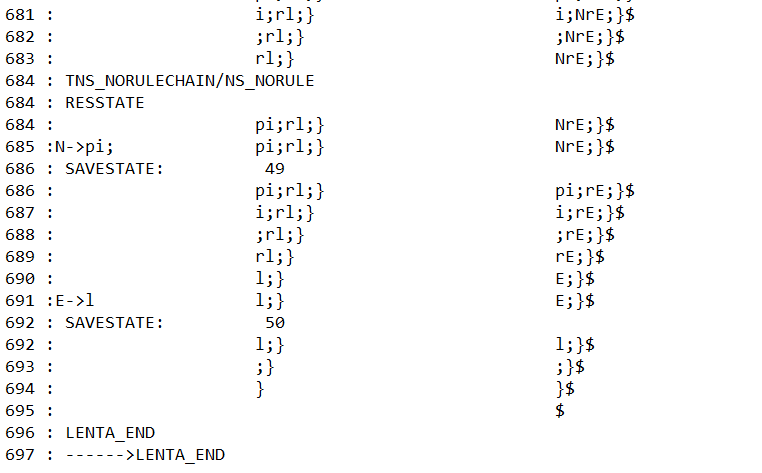 681 :                    i;rl;}                        i;NrE;}$
682 :                    ;rl;}                         ;NrE;}$
683 :                    rl;}                          NrE;}$
684 : TNS_NORULECHAIN/NS_NORULE
684 : RESSTATE
684 :                    pi;rl;}                       NrE;}$
685 :N->pi;              pi;rl;}                       NrE;}$
686 : SAVESTATE:          49
686 :                    pi;rl;}                       pi;rE;}$
687 :                    i;rl;}                        i;rE;}$
688 :                    ;rl;}                         ;rE;}$
689 :                    rl;}                          rE;}$
690 :                    l;}                           E;}$
691 :E->l                l;}                           E;}$
692 : SAVESTATE:          50
692 :                    l;}                           l;}$
693 :                    ;}                            ;}$
694 :                    }                             }$
695 :                                                  $
696 : LENTA_END
697 : ------>LENTA_END